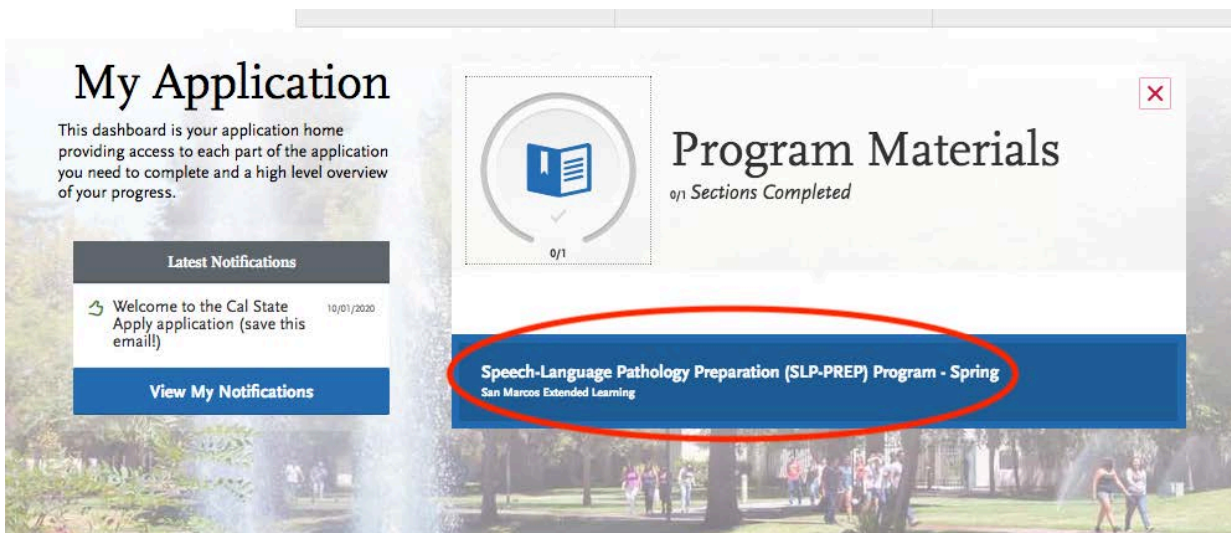 My Application
This dashboard is your application home
providing access to each part of the application
you need to complete and a high level overview
of your progress.
Latest Notifications
Welcome to the Cal State
Apply application (save this
email!)
10/01/2020
View My Notifications
0/1
Program Materials
0/1 Sections Completed
Speech-Language Pathology Preparation (SLP-PREP) Program - Spring
San Marcos Extended Learning